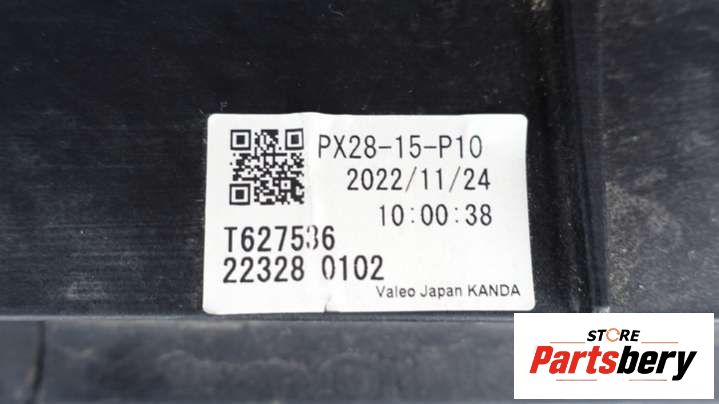 PX28-15-P10
2022/11/24
10:00:38
T627536
22328 0102
Valeo Japan KANDA
STORE
Partsbery